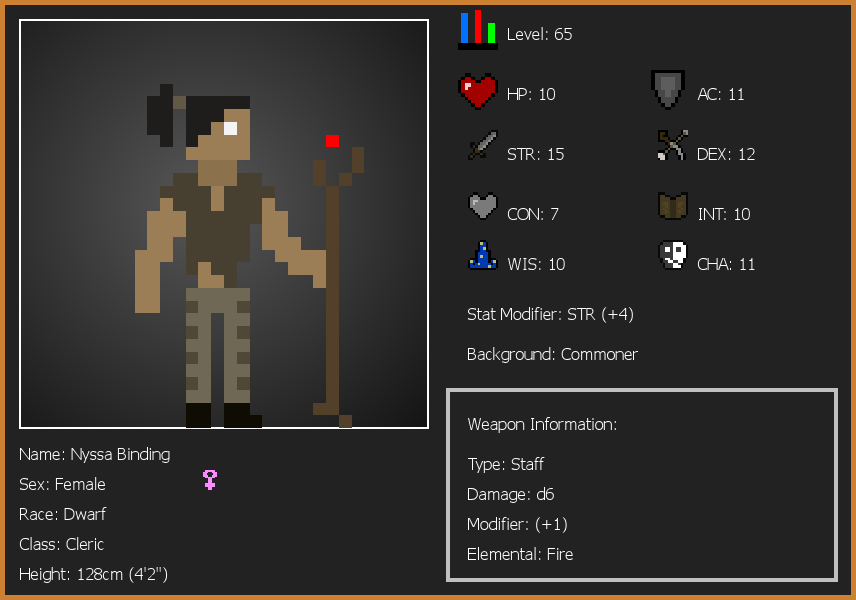 Level: 65
HP: 10
AC: 11
STR: 15
DEX: 12
CON: 7
INT: 10
WIS: 10
CHA: 11
Stat Modifier: STR (+4)
Background: Commoner
Weapon Information:
Type: Staff
Damage: d6
Modifier: (+1)
Elemental: Fire
Name: Nyssa Binding
Sex: Female
Race: Dwarf
Class: Cleric
Height: 128cm (4'2")